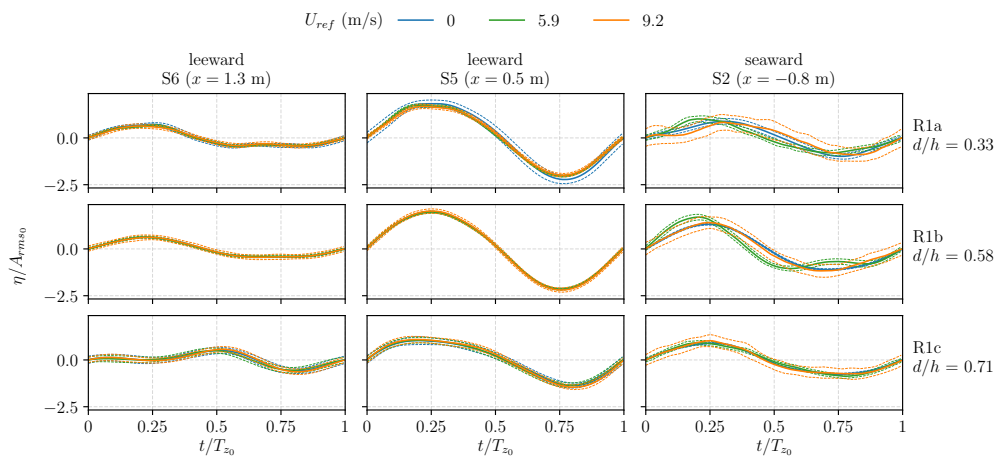 U_ref (m/s) 0 5.9 9.2
leeward
S6 (x = 1.3 m)
leeward
S5 (x = 0.5 m)
seaward
S2 (x = −0.8 m)
0.0
−2.5
R1a
d/h = 0.33
η/A_rms₀
0.0
−2.5
R1b
d/h = 0.58
0.0
−2.5
R1c
d/h = 0.71
0 0.25 0.5 0.75 1
0 0.25 0.5 0.75 1
0 0.25 0.5 0.75 1
t/T_z₀
t/T_z₀
t/T_z₀